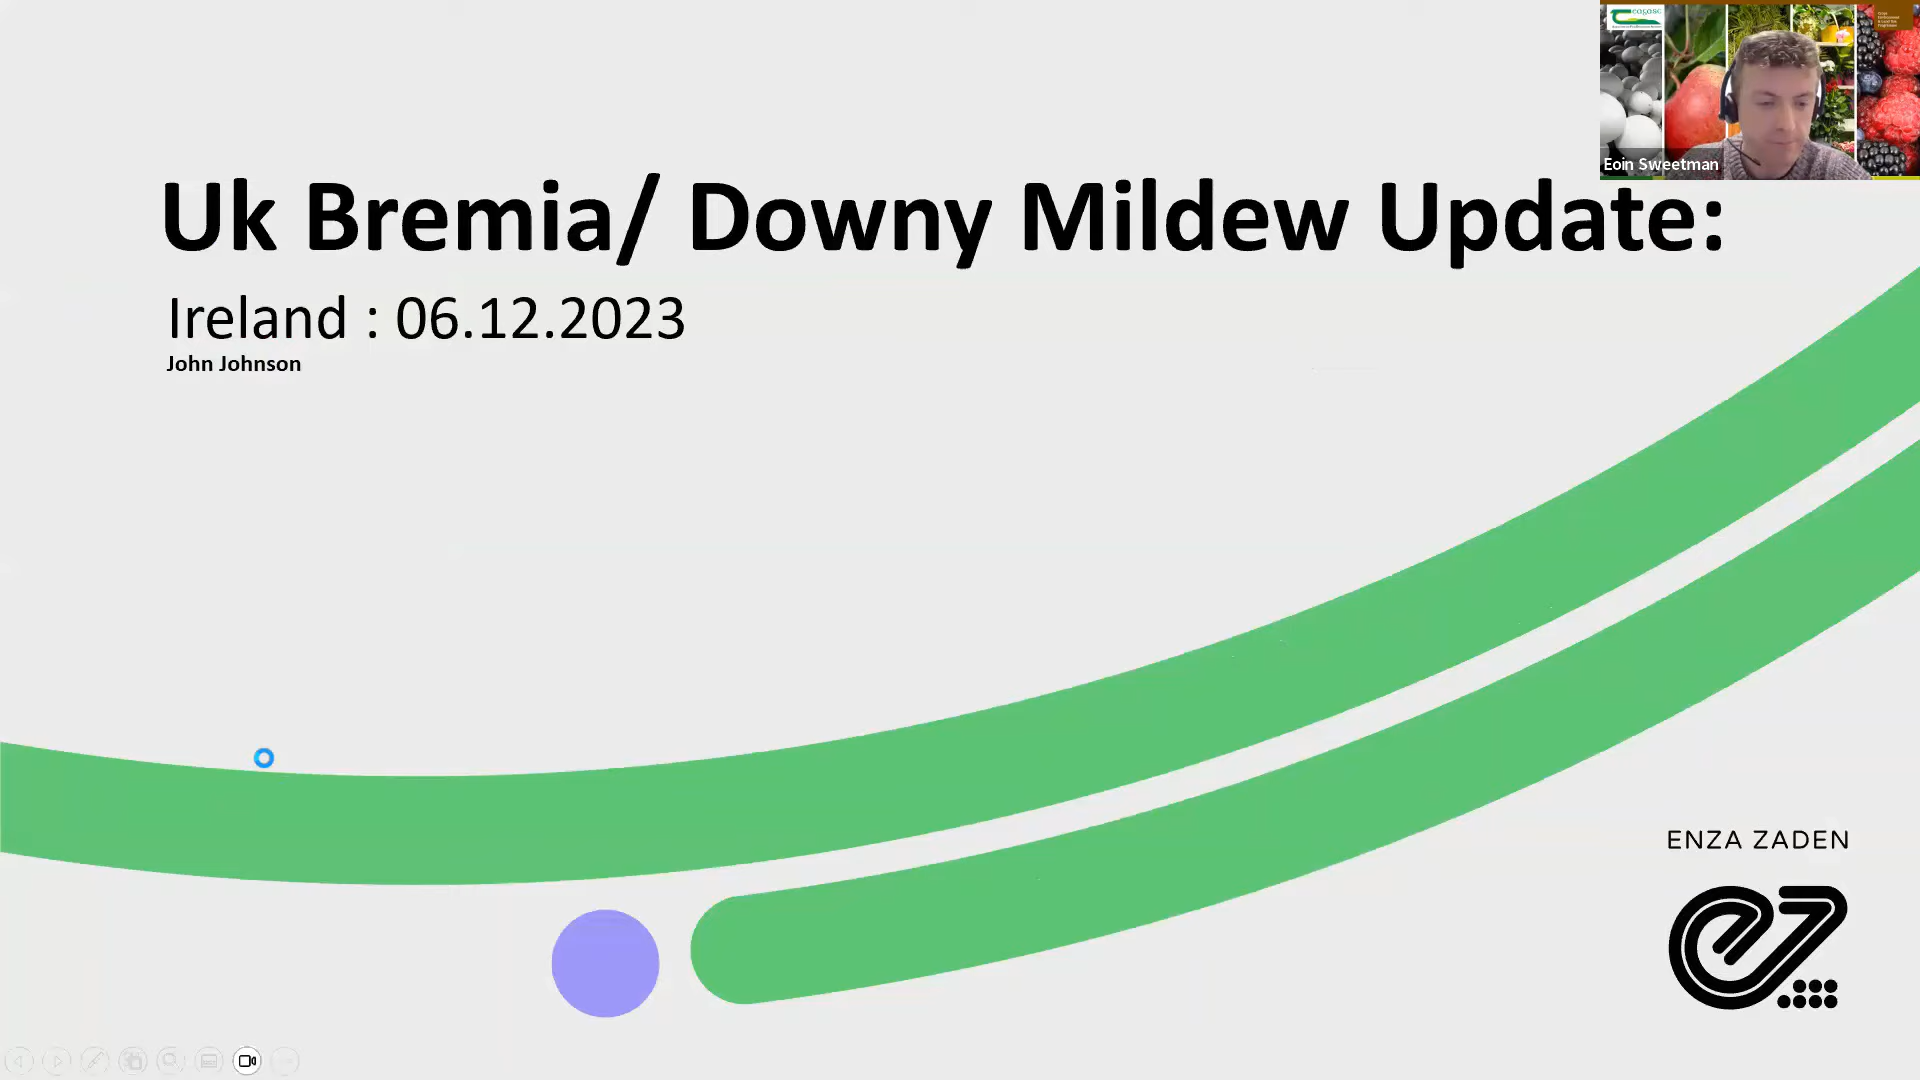 Uk Bremia/ Downy Mildew Update:
Ireland : 06.12.2023
John Johnson
Eoin Sweetman
ENZA ZADEN